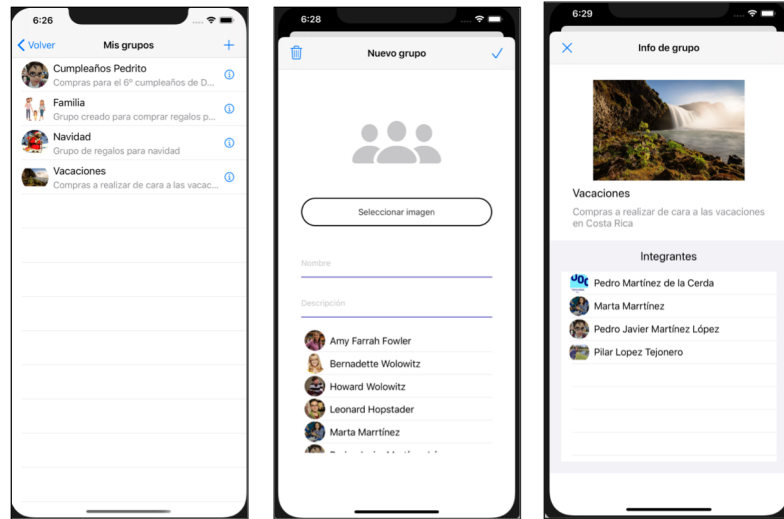 6:26
Volver
Mis grupos
Cumpleaños Pedrito
Compras para el 6º cumpleaños de D...
Familia
Grupo creado para comprar regalos p...
Navidad
Grupo de regalos para navidad
Vacaciones
Compras a realizar de cara a las vacac...
6:28
Nuevo grupo
Seleccionar imagen
Nombre
Descripción
Amy Farrah Fowler
Bernadette Wolowitz
Howard Wolowitz
Leonard Hopstader
Marta Marrtínez
6:29
Info de grupo
Vacaciones
Compras a realizar de cara a las vacaciones
en Costa Rica
Integrantes
Pedro Martínez de la Cerda
Marta Marrtínez
Pedro Javier Martínez López
Pilar Lopez Tejonero